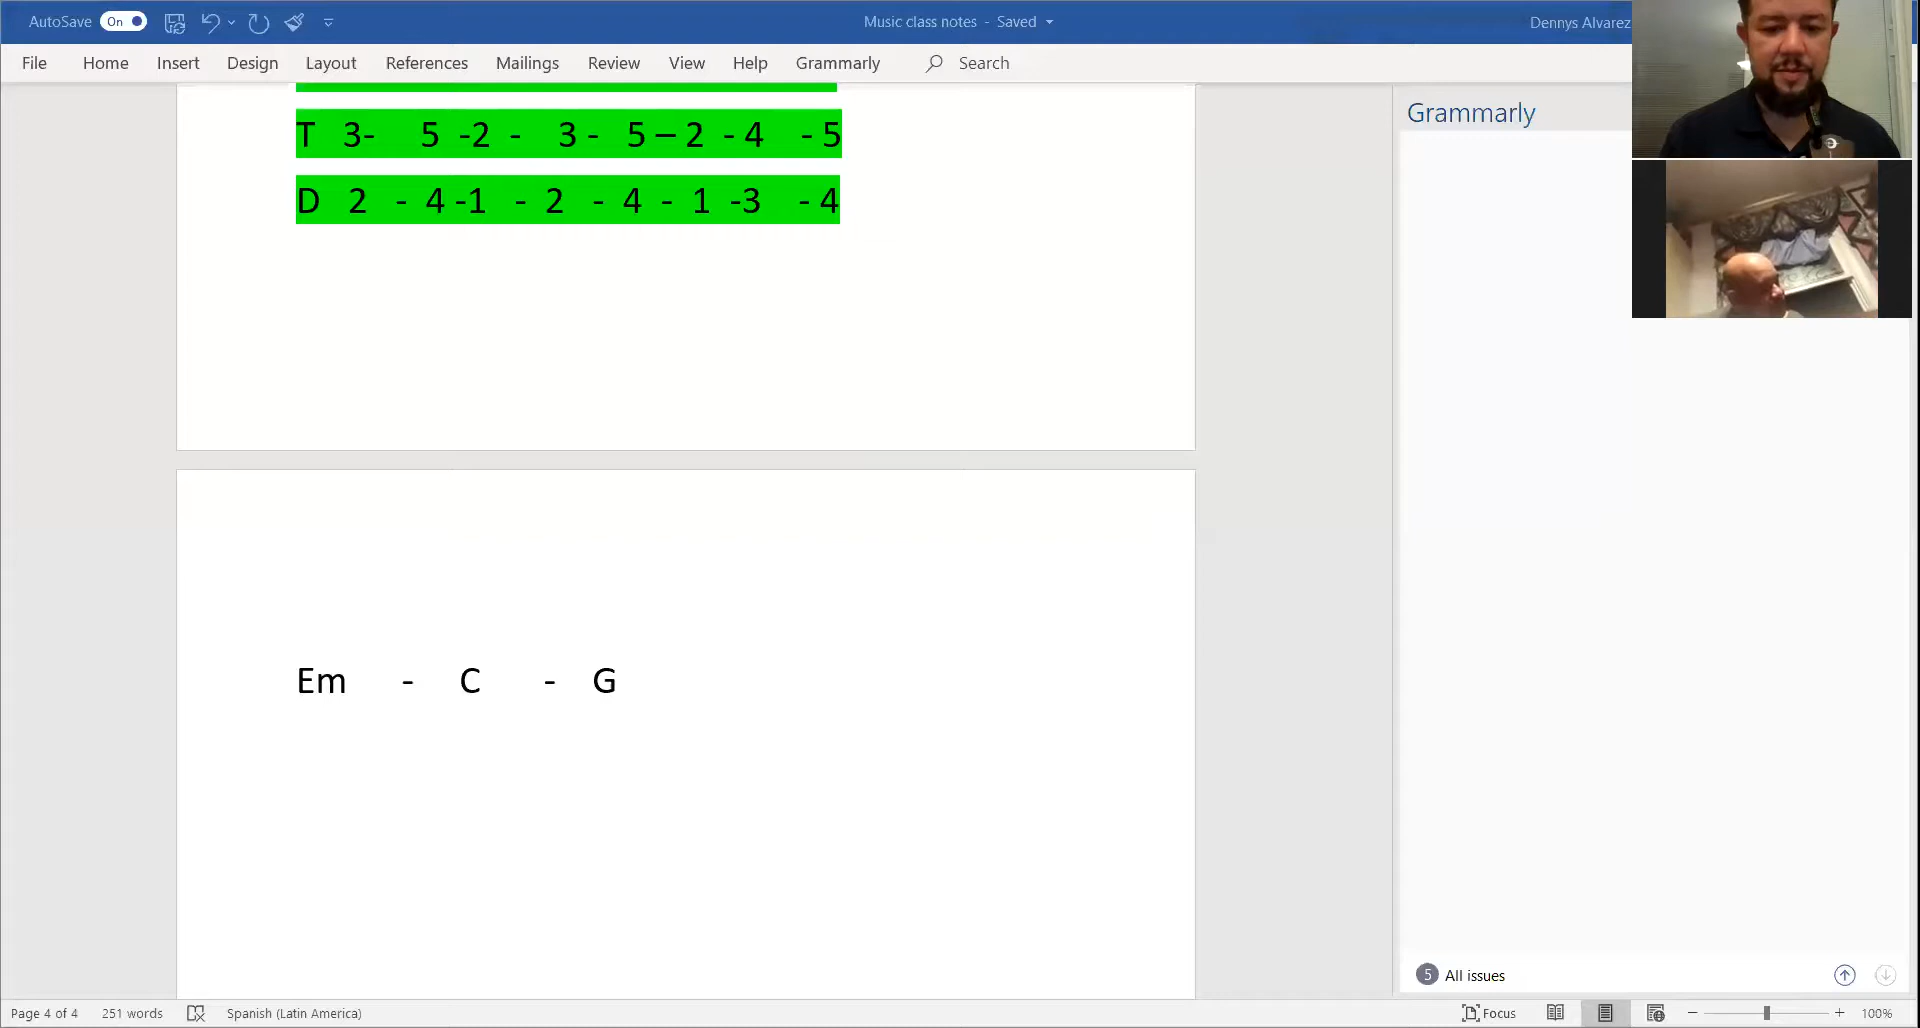 AutoSave On Music class notes - Saved Dennys Alvarez
File Home Insert Design Layout References Mailings Review View Help Grammarly Search
T 3- 5 -2 - 3 - 5 – 2 - 4 - 5
D 2 - 4 -1 - 2 - 4 - 1 -3 - 4
Em - C - G
Grammarly
5 All issues
Page 4 of 4 251 words Spanish (Latin America) Focus 100%